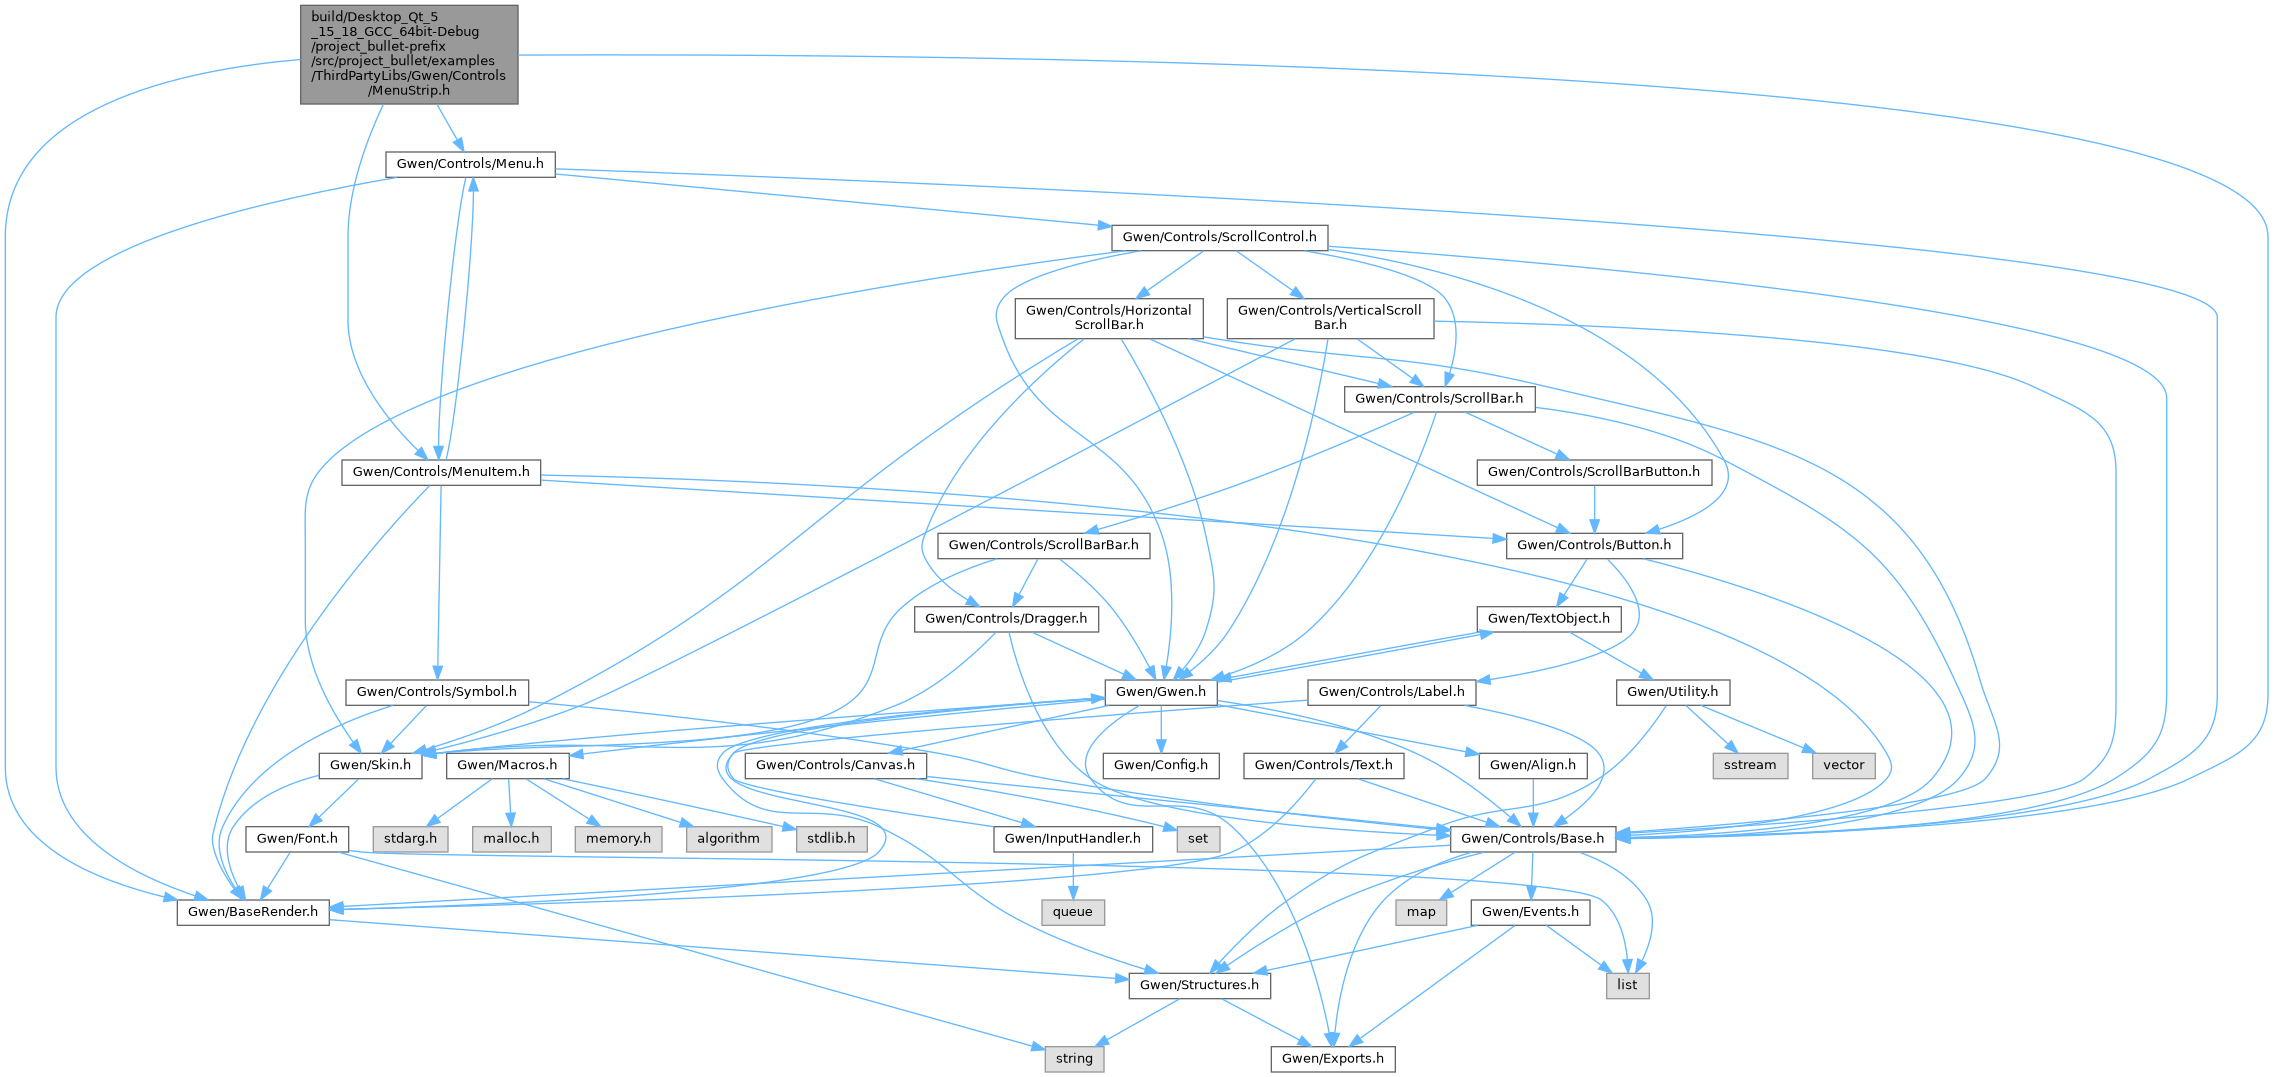 build/Desktop_Qt_5
_15_18_GCC_64bit-Debug
/project_bullet-prefix
/src/project_bullet/examples
/ThirdPartyLibs/Gwen/Controls
/MenuStrip.h
Gwen/Controls/Menu.h
Gwen/Controls/ScrollControl.h
Gwen/Controls/Horizontal
ScrollBar.h
Gwen/Controls/VerticalScroll
Bar.h
Gwen/Controls/ScrollBar.h
Gwen/Controls/MenuItem.h
Gwen/Controls/ScrollBarButton.h
Gwen/Controls/ScrollBarBar.h
Gwen/Controls/Button.h
Gwen/Controls/Dragger.h
Gwen/TextObject.h
Gwen/Controls/Symbol.h
Gwen/Gwen.h
Gwen/Controls/Label.h
Gwen/Utility.h
Gwen/Skin.h
Gwen/Macros.h
Gwen/Controls/Canvas.h
Gwen/Config.h
Gwen/Controls/Text.h
Gwen/Align.h
sstream
vector
Gwen/Font.h
stdarg.h
malloc.h
memory.h
algorithm
stdlib.h
Gwen/InputHandler.h
set
Gwen/Controls/Base.h
Gwen/BaseRender.h
queue
map
Gwen/Events.h
Gwen/Structures.h
list
string
Gwen/Exports.h